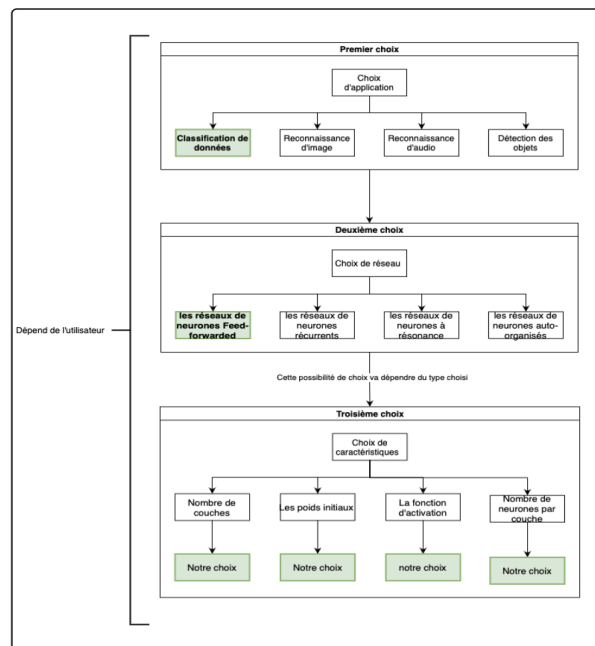 Premier choix
Choix
d'application
Classification de
données
Reconnaissance
d'image
Reconnaissance
d'audio
Détection des
objets
Deuxième choix
Choix de réseau
les réseaux de
neurones Feed-
forwarded
les réseaux de
neurones
récurrents
les réseaux de
neurones à
résonance
les réseaux de
neurones auto-
organisés
Dépend de l'utilisateur
Cette possibilité de choix va dépendre du type choisi
Troisième choix
Choix de
caractéristiques
Nombre de
couches
Les poids initiaux
La fonction
d'activation
Nombre de
neurones par
couche
Notre choix
Notre choix
notre choix
Notre choix